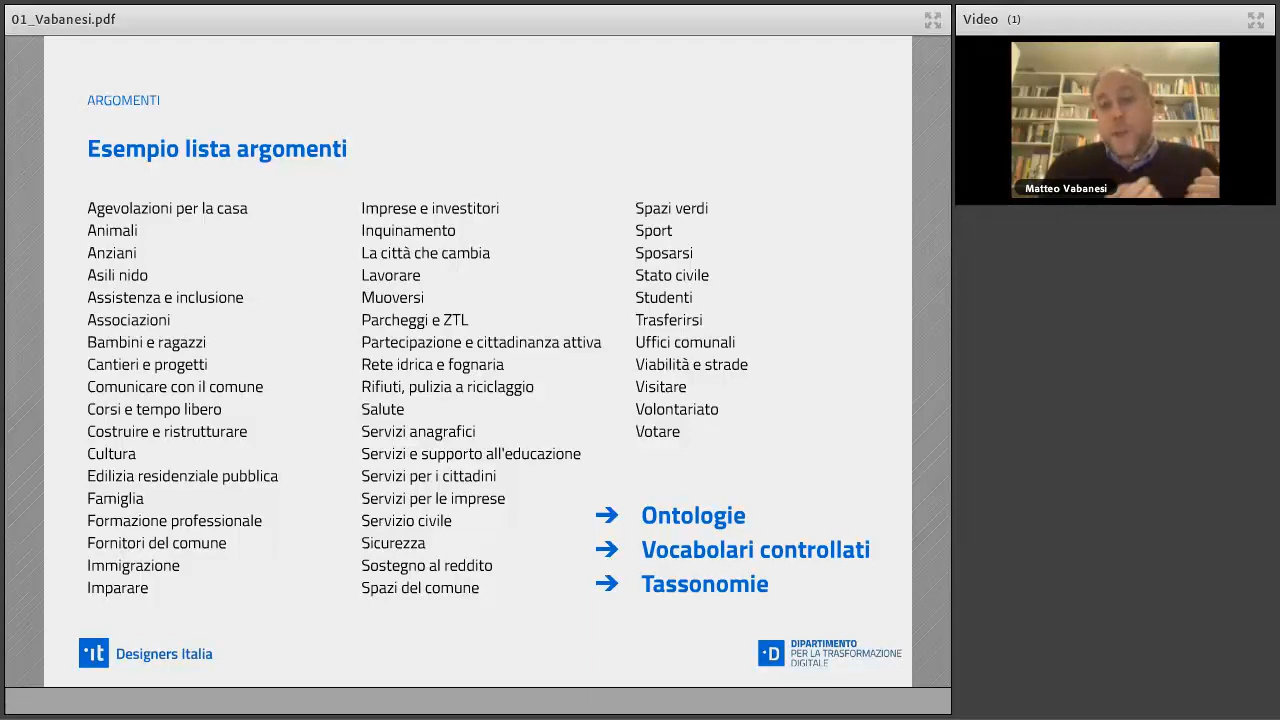 01_Vabanesi.pdf
Video (1)
Matteo Vabanesi
ARGOMENTI
Esempio lista argomenti
Agevolazioni per la casa
Animali
Anziani
Asili nido
Assistenza e inclusione
Associazioni
Bambini e ragazzi
Cantieri e progetti
Comunicare con il comune
Corsi e tempo libero
Costruire e ristrutturare
Cultura
Edilizia residenziale pubblica
Famiglia
Formazione professionale
Fornitori del comune
Immigrazione
Imparare
Imprese e investitori
Inquinamento
La città che cambia
Lavorare
Muoversi
Parcheggi e ZTL
Partecipazione e cittadinanza attiva
Rete idrica e fognaria
Rifiuti, pulizia a riciclaggio
Salute
Servizi anagrafici
Servizi e supporto all'educazione
Servizi per i cittadini
Servizi per le imprese
Servizio civile
Sicurezza
Sostegno al reddito
Spazi del comune
Spazi verdi
Sport
Sposarsi
Stato civile
Studenti
Trasferirsi
Uffici comunali
Viabilità e strade
Visitare
Volontariato
Votare
➔ Ontologie
➔ Vocabolari controllati
➔ Tassonomie
·it Designers Italia
·D DIPARTIMENTO
PER LA TRASFORMAZIONE
DIGITALE